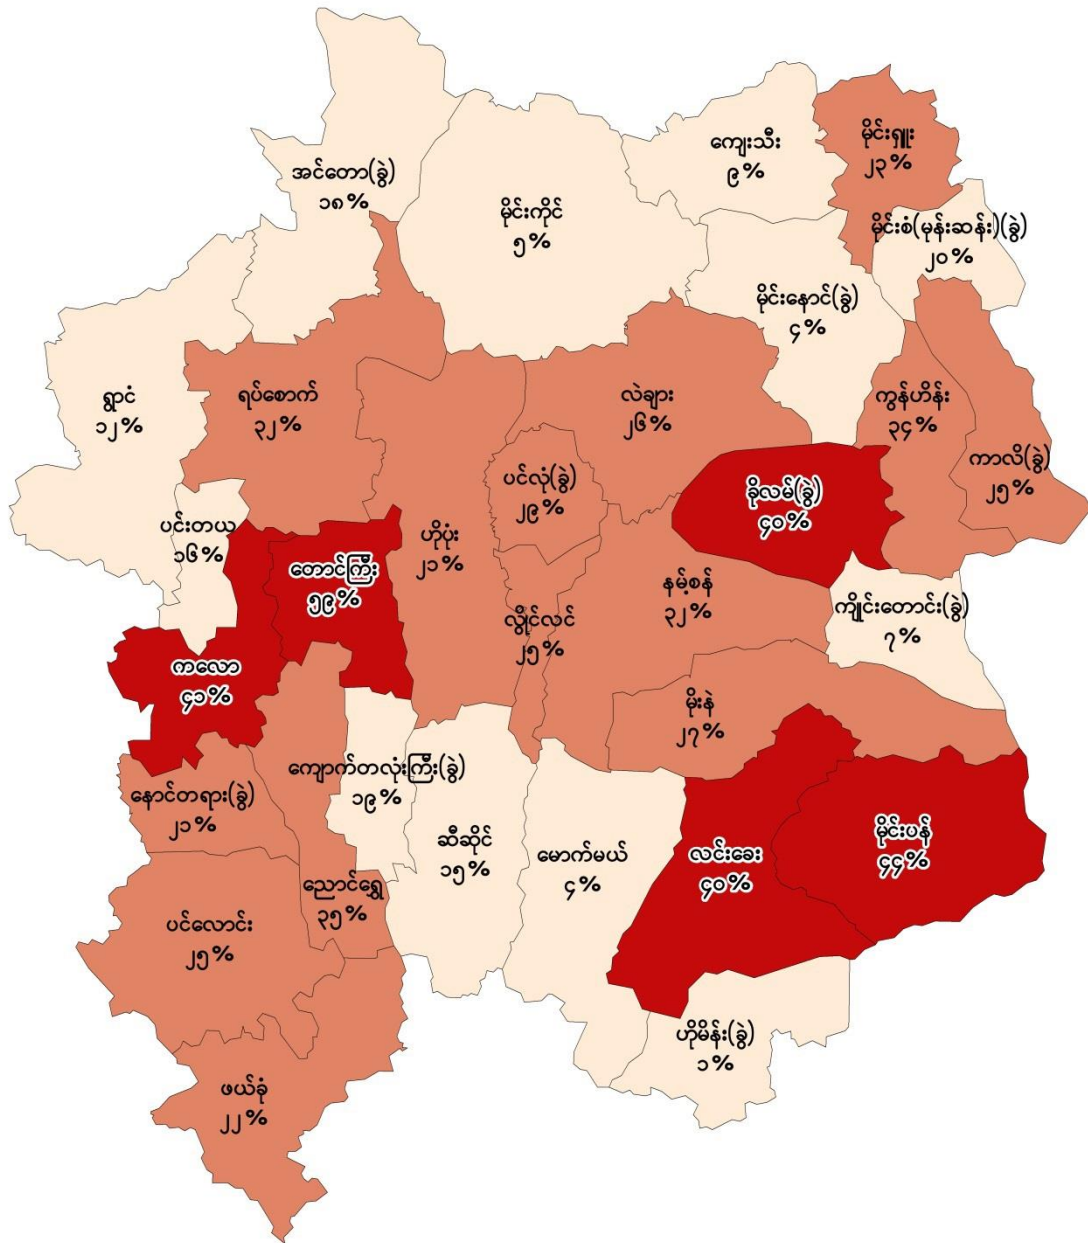 ကျေးသီး
၉%
မိုင်းရှူး
၂၃%
အင်တော(ခွဲ)
၁၈%
မိုင်းကိုင်
၅%
မိုင်းစံ(မုန်းဆန်း)(ခွဲ)
၂၀%
မိုင်းနောင်(ခွဲ)
၄%
ရွာငံ
၁၂%
ရပ်စောက်
၃၂%
လဲချား
၂၆%
ကွန်ဟိန်း
၃၄%
ကာလိ(ခွဲ)
၂၅%
ပင်လုံ(ခွဲ)
၂၉%
ခိုလမ်(ခွဲ)
၄၀%
ပင်းတယ
၁၆%
ဟိုပုံး
၂၁%
တောင်ကြီး
၅၉%
နမ့်စန်
၃၂%
ကျိုင်းတောင်း(ခွဲ)
၇%
လွိုင်လင်
၂၅%
ကလော
၄၁%
မိုးနဲ
၂၇%
ကျောက်တလုံးကြီး(ခွဲ)
၁၉%
နောင်တရား(ခွဲ)
၂၁%
ဆီဆိုင်
၁၅%
မောက်မယ်
၄%
လင်းခေး
၄၀%
မိုင်းပန်
၄၄%
ညောင်ရွှေ
၃၅%
ပင်လောင်း
၂၅%
ဟိုမိန်း(ခွဲ)
၁%
ဖယ်ခုံ
၂၂%